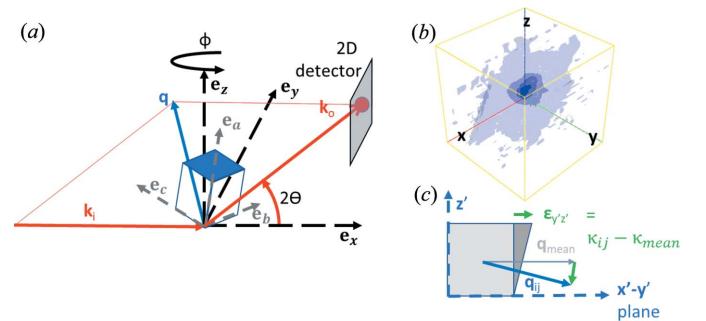 (a)
ϕ
2D
detector
e_z
e_y
q
k_o
e_a
e_c
2Θ
k_i
e_b
e_x
(b)
z
x
y
(c)
z'
ε_y'z' =
κ_ij − κ_mean
q_mean
q_ij
x'-y'
plane